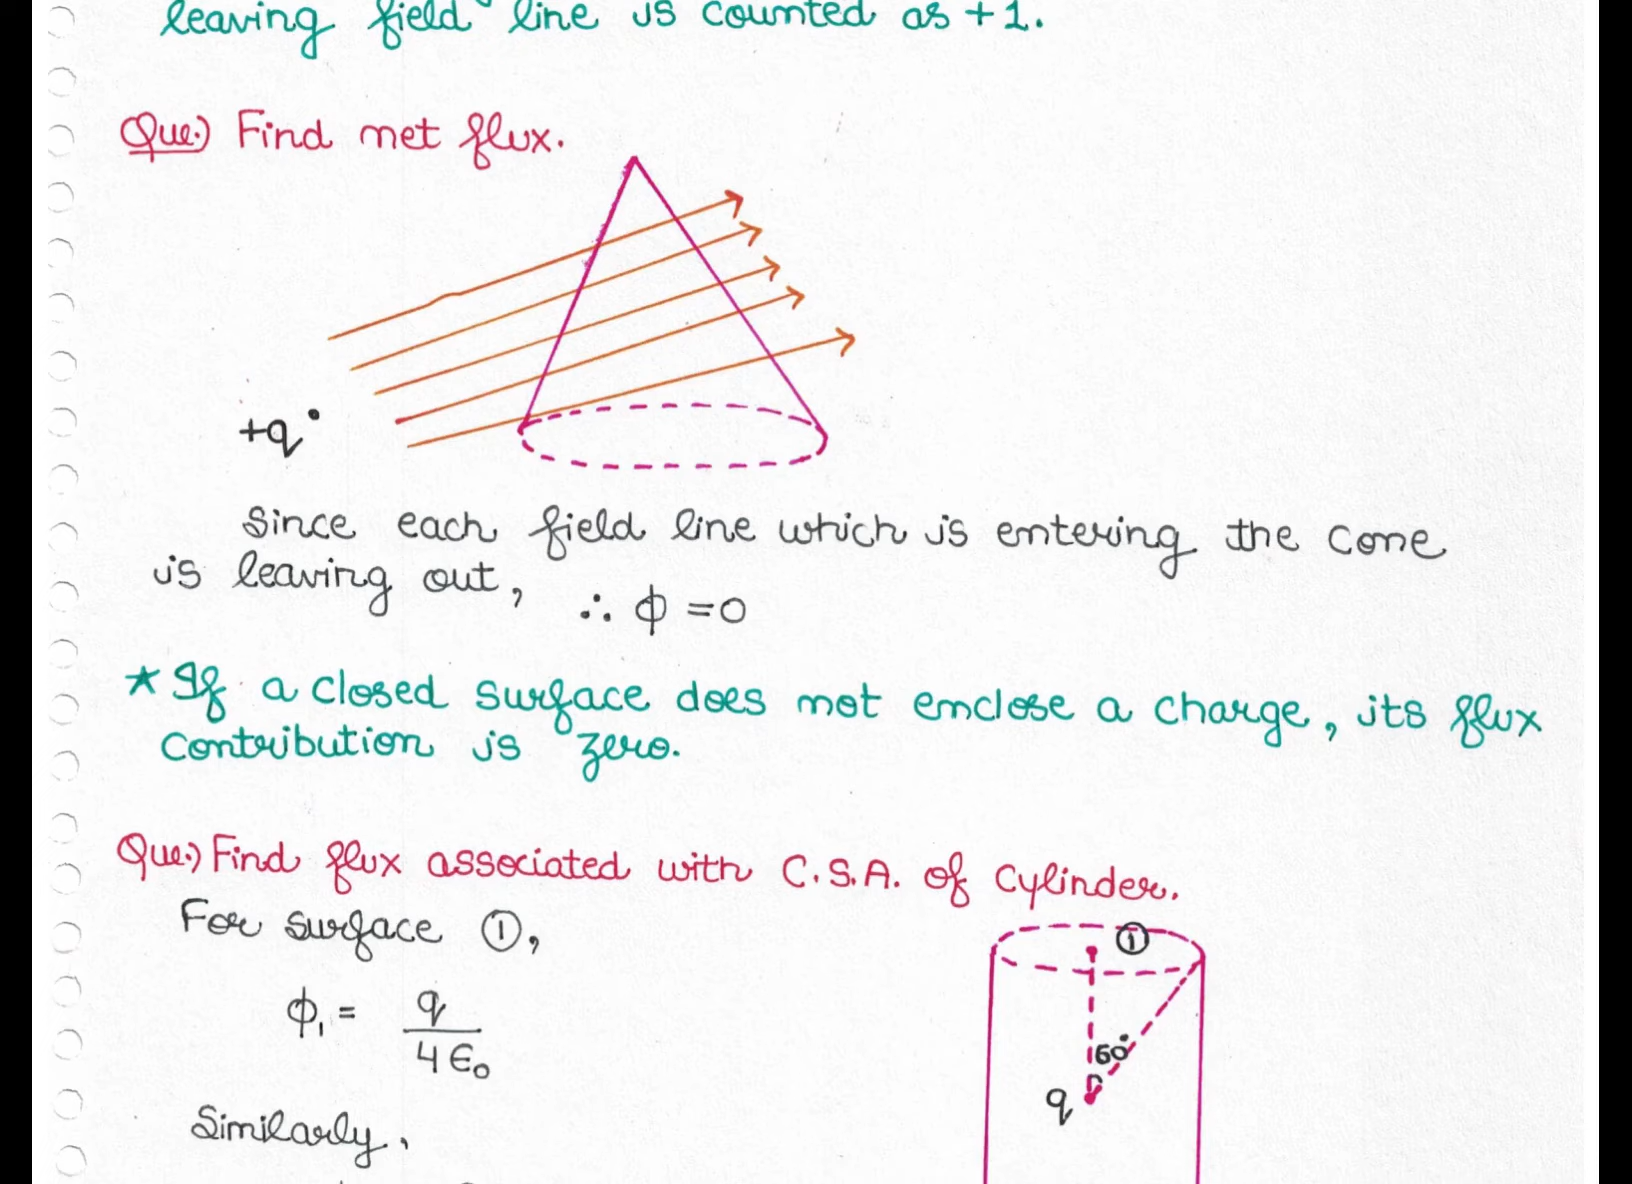 leaving field line is counted as +1.
Que:) Find net flux.
+q
Since each field line which is entering the cone
is leaving out, ∴ ϕ = 0
★ If a closed surface does not enclose a charge, its flux
contribution is zero.
Que:) Find flux associated with C.S.A. of Cylinder.
For surface ①,
ϕ₁ = q / 4ϵ₀
①
60°
q
Similarly,